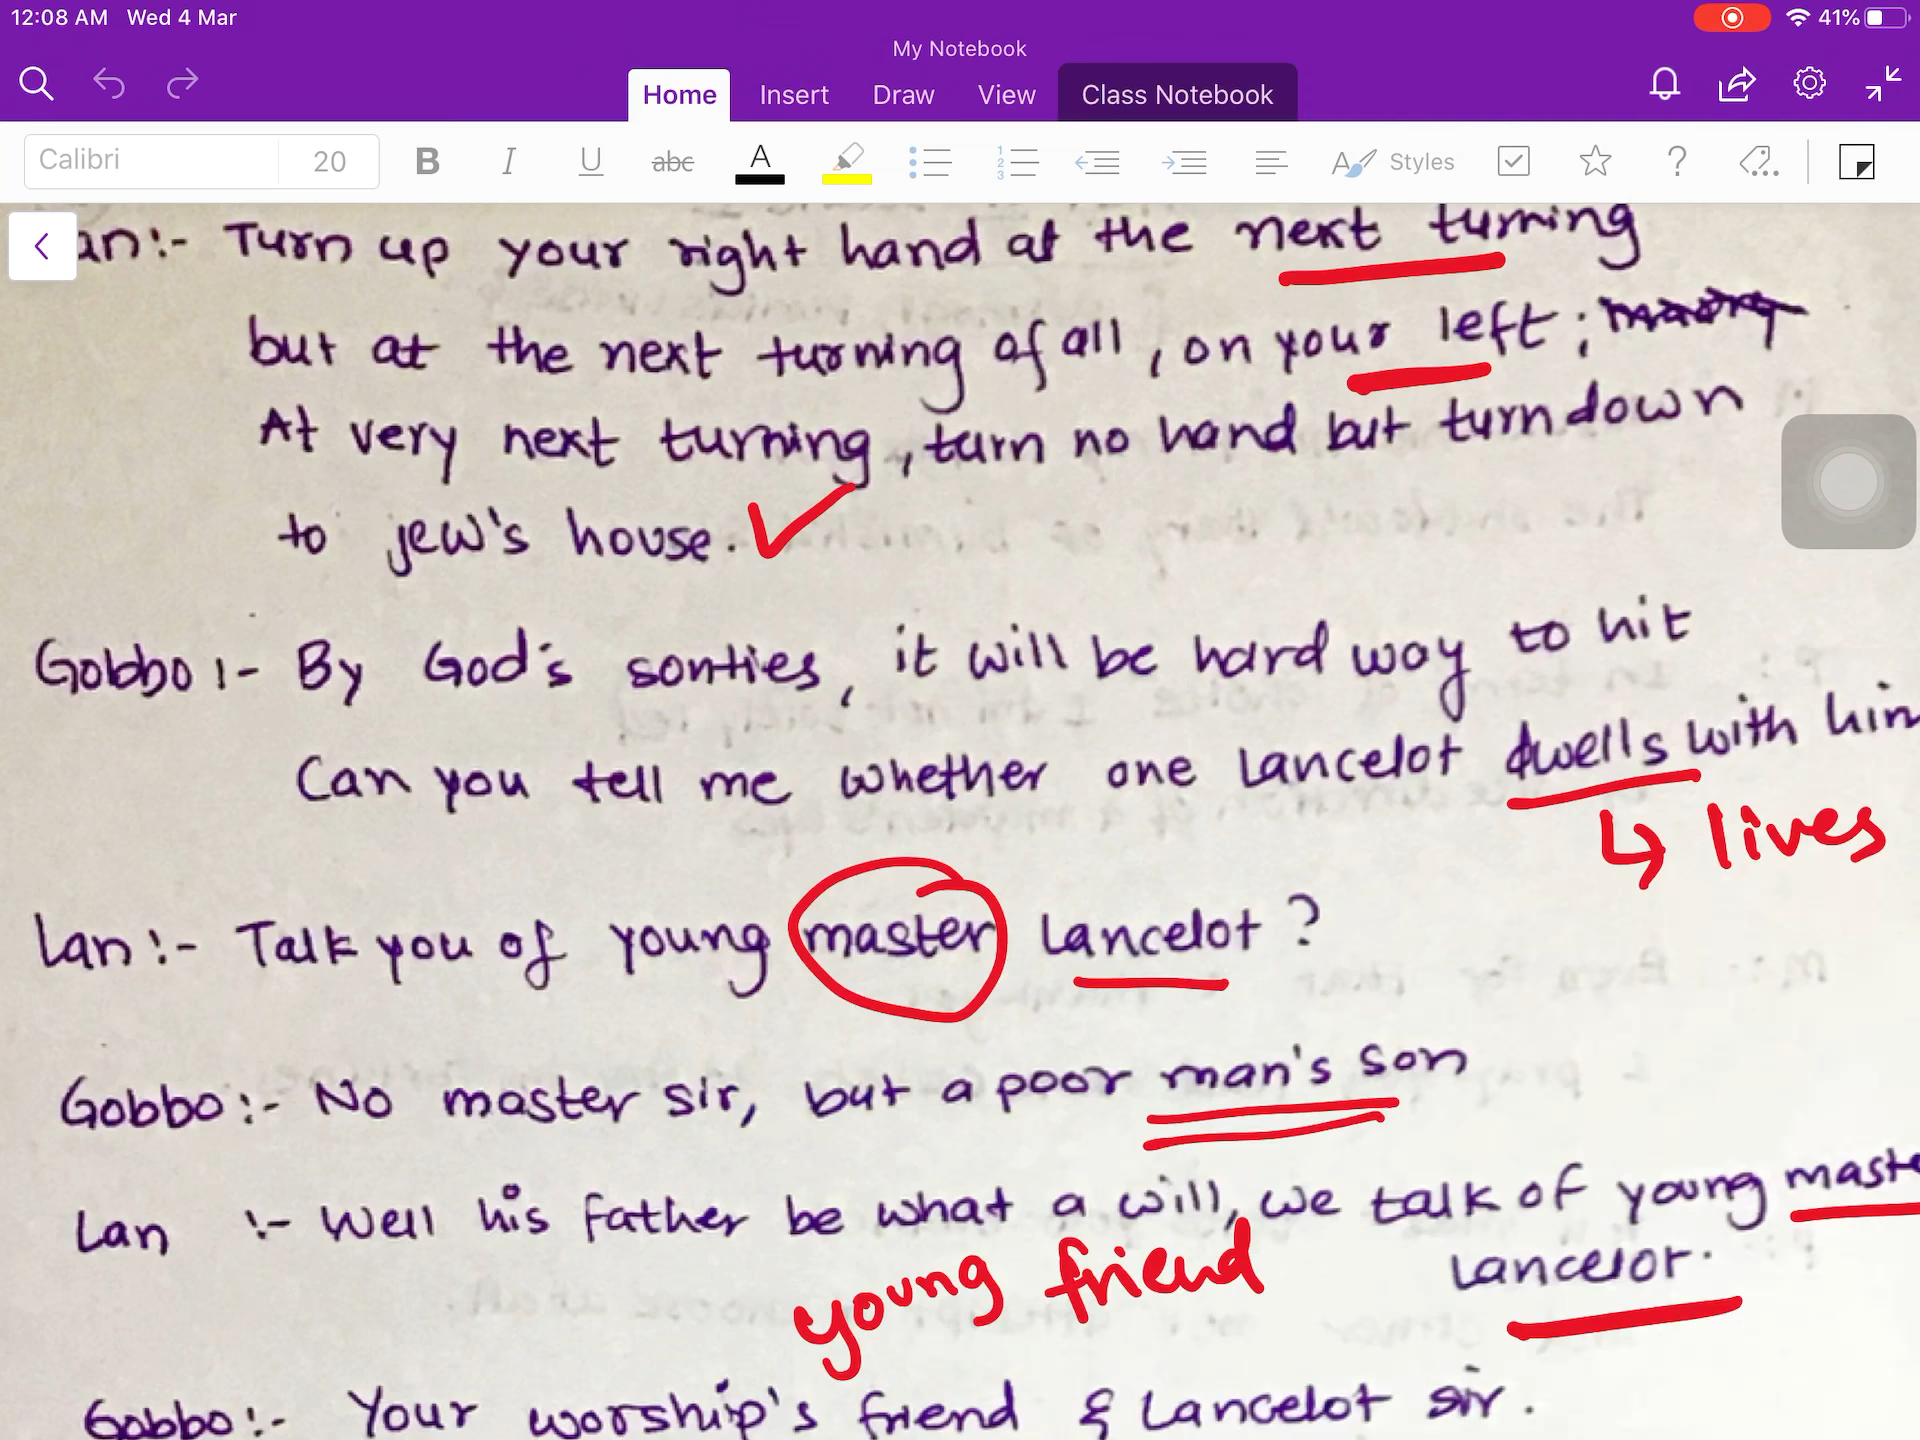 12:08 AM Wed 4 Mar
41%
My Notebook
Home Insert Draw View Class Notebook
Calibri 20 B I U abc A Styles
an:- Turn up your right hand at the next turning
but at the next turning of all, on your left;
At very next turning, turn no hand but turn down
to jew's house.
Gobbo:- By God's sonties, it will be hard way to hit
Can you tell me whether one Lancelot dwells with him
↳ lives
Lan:- Talk you of young master Lancelot?
Gobbo:- No master sir, but a poor man's son
Lan :- Well his father be what a will, we talk of young maste
Lancelot.
young friend
Gobbo:- Your worship's friend & Lancelot sir.